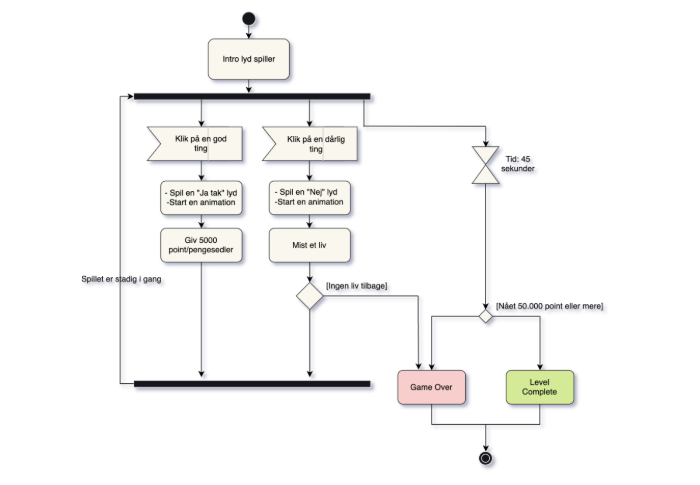 Intro lyd spiller
Klik på en god
ting
Klik på en dårlig
ting
Tid: 45
sekunder
- Spil en "Ja tak" lyd
-Start en animation
- Spil en "Nej" lyd
-Start en animation
Giv 5000
point/pengesedler
Mist et liv
Spillet er stadig i gang
[Ingen liv tilbage]
[Nået 50.000 point eller mere]
Game Over
Level
Complete